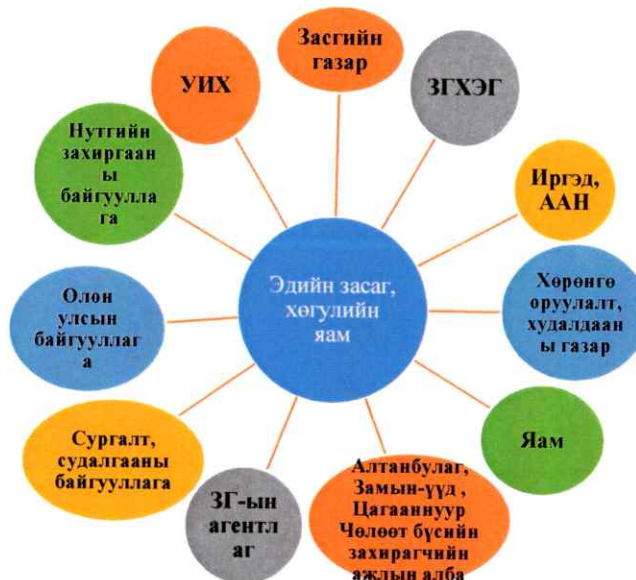 Засгийн
газар
ЗГХЭГ
Иргэд,
ААН
Хөрөнгө
оруулалт,
худалдаан
ы газар
Яам
Алтанбулаг,
Замын-үүд ,
Цагааннуур
Чөлөөт бүсийн
захирагчийн
ажлын алба
ЗГ-ын
агентл
аг
Сургалт,
судалгааны
байгууллага
Олон
улсын
байгууллаг
а
Нутгийн
захиргаан
ы
байгуулла
га
УИХ
Эдийн засаг,
хөгулийн
яам